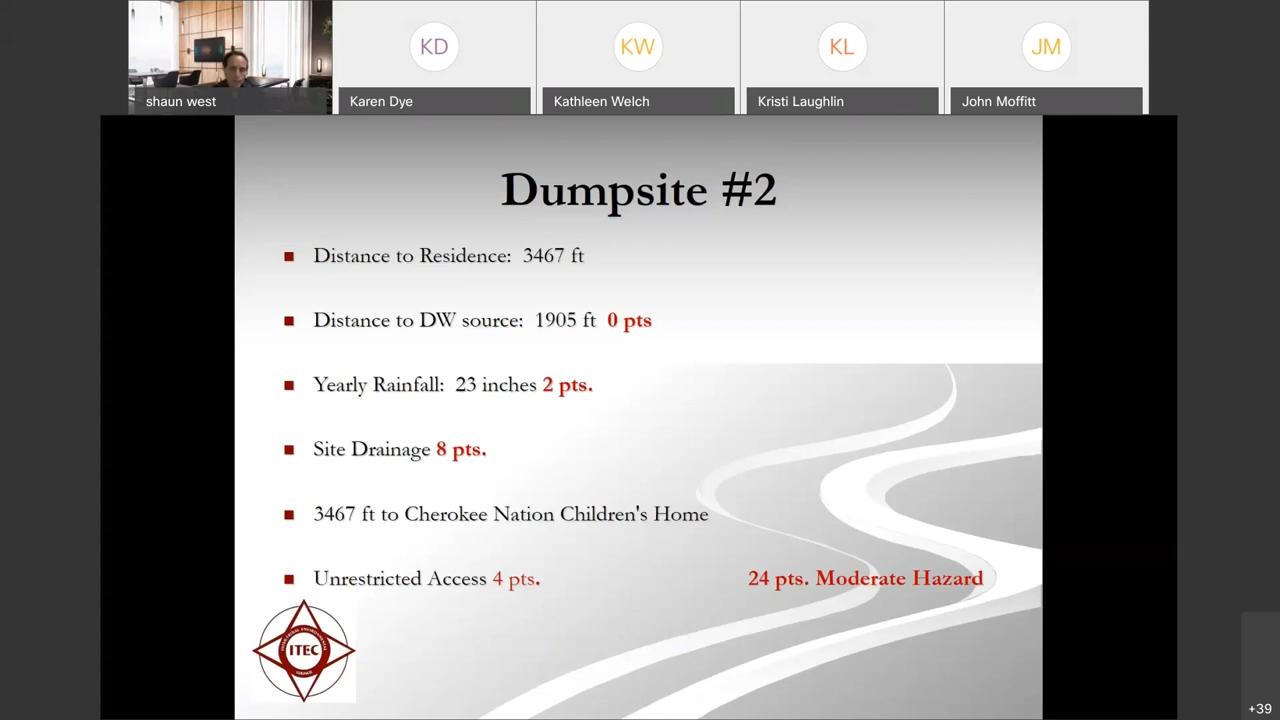 KD
KW
KL
JM
shaun west
Karen Dye
Kathleen Welch
Kristi Laughlin
John Moffitt
Dumpsite #2
Distance to Residence: 3467 ft
Distance to DW source: 1905 ft 0 pts
Yearly Rainfall: 23 inches 2 pts.
Site Drainage 8 pts.
3467 ft to Cherokee Nation Children's Home
Unrestricted Access 4 pts.
24 pts. Moderate Hazard
ITEC
COUNCIL
+39